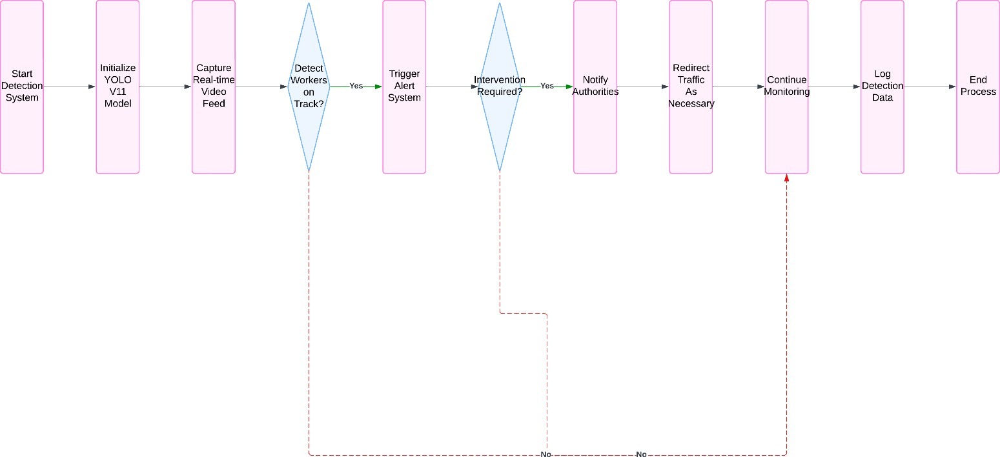 Start
Detection
System
Initialize
YOLO
V11
Model
Capture
Real-time
Video
Feed
Detect
Workers
on
Track?
Yes
Trigger
Alert
System
Intervention
Required?
Yes
Notify
Authorities
Redirect
Traffic
As
Necessary
Continue
Monitoring
Log
Detection
Data
End
Process
No
No